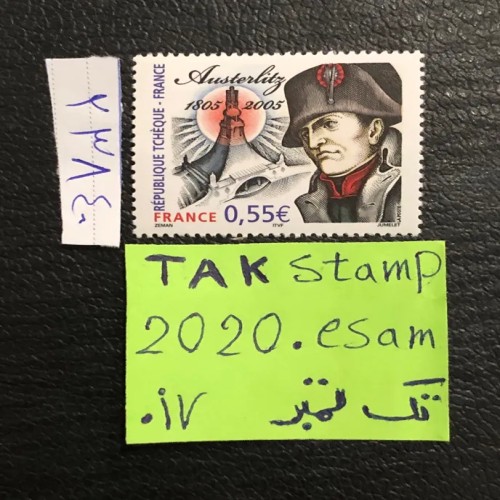 Austerlitz
1805 2005
RÉPUBLIQUE TCHÈQUE - FRANCE
FRANCE 0,55€
ZEMAN ITVF JUMELET
TAK stamp
2020.esam
تک تمبر ۰۱۷